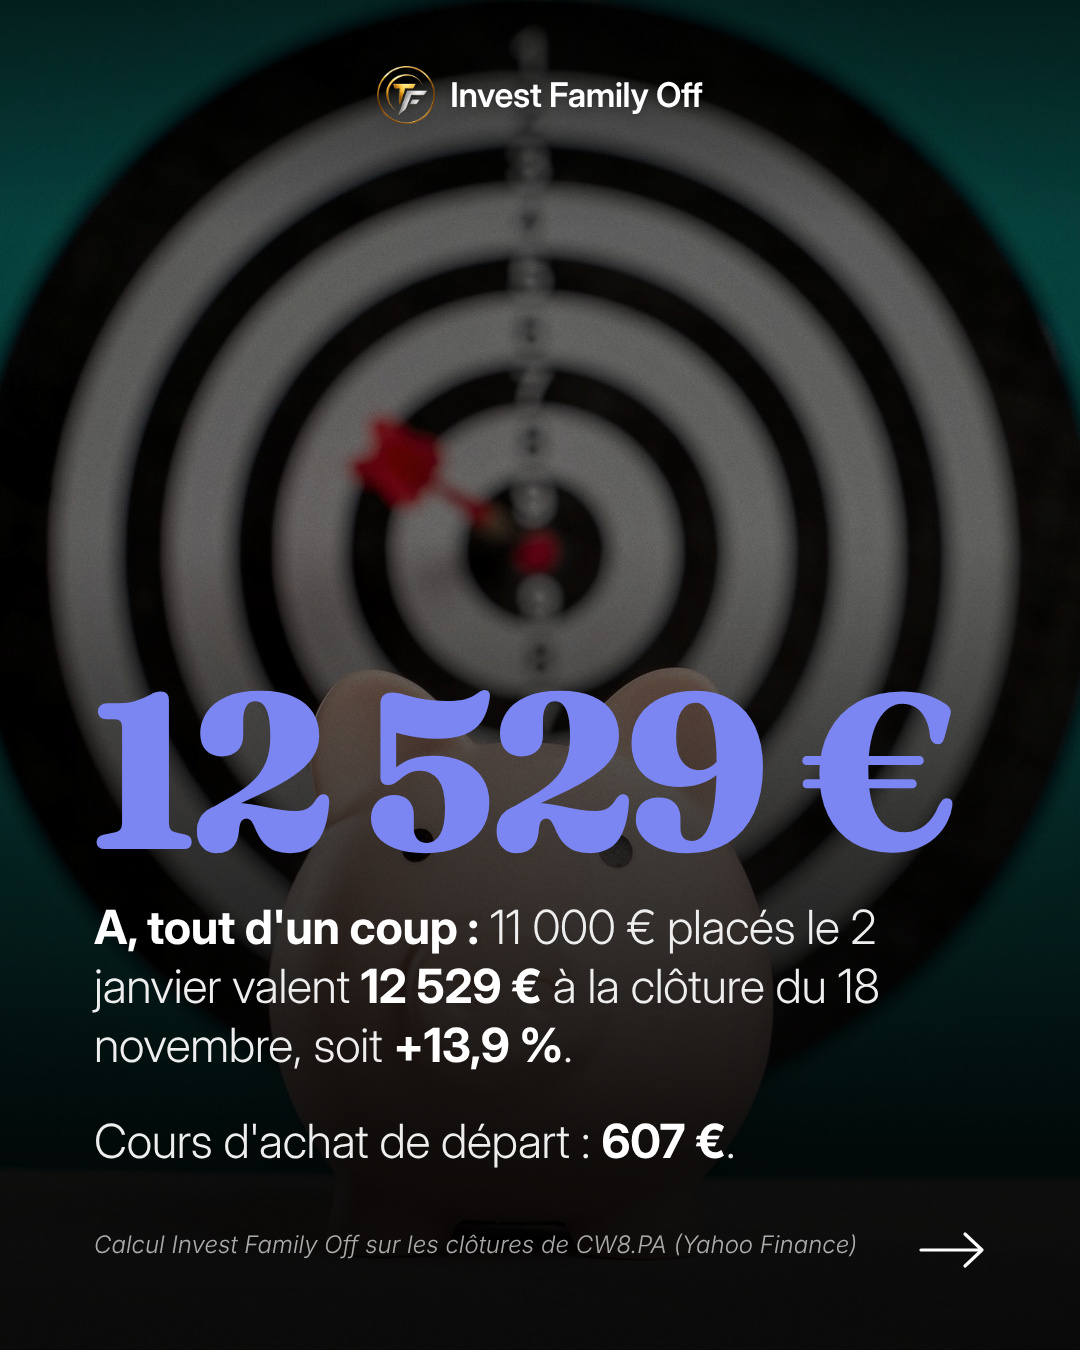 Invest Family Off
12 529 €
A, tout d'un coup : 11 000 € placés le 2
janvier valent 12 529 € à la clôture du 18
novembre, soit +13,9 %.
Cours d'achat de départ : 607 €.
Calcul Invest Family Off sur les clôtures de CW8.PA (Yahoo Finance)